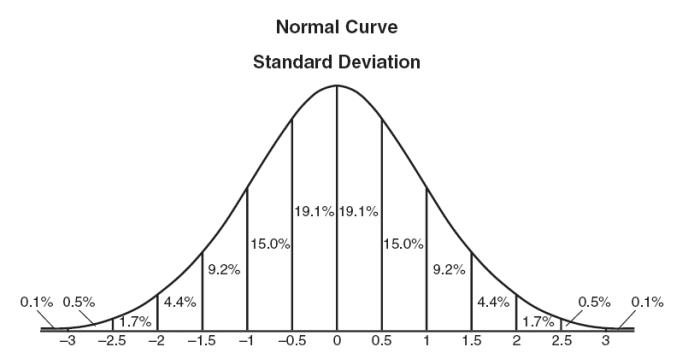 Normal Curve
Standard Deviation
19.1% 19.1%
15.0% 15.0%
9.2% 9.2%
0.1% 0.5% 4.4% 4.4% 0.5% 0.1%
1.7% 1.7%
–3 –2.5 –2 –1.5 –1 –0.5 0 0.5 1 1.5 2 2.5 3